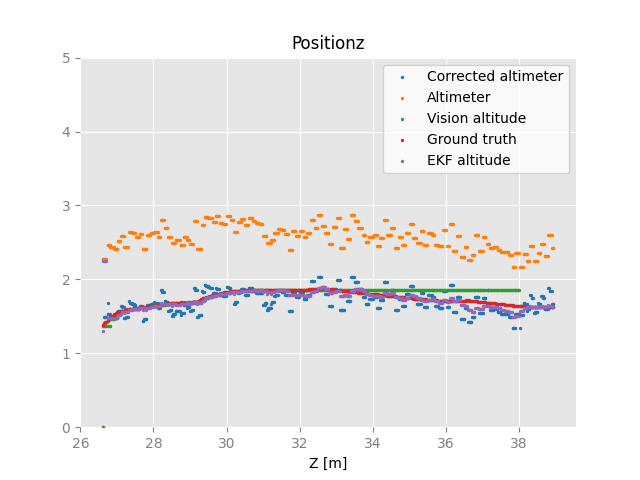 Positionz
5
Corrected altimeter
Altimeter
Vision altitude
Ground truth
EKF altitude
4
3
2
1
0
26 28 30 32 34 36 38
Z [m]